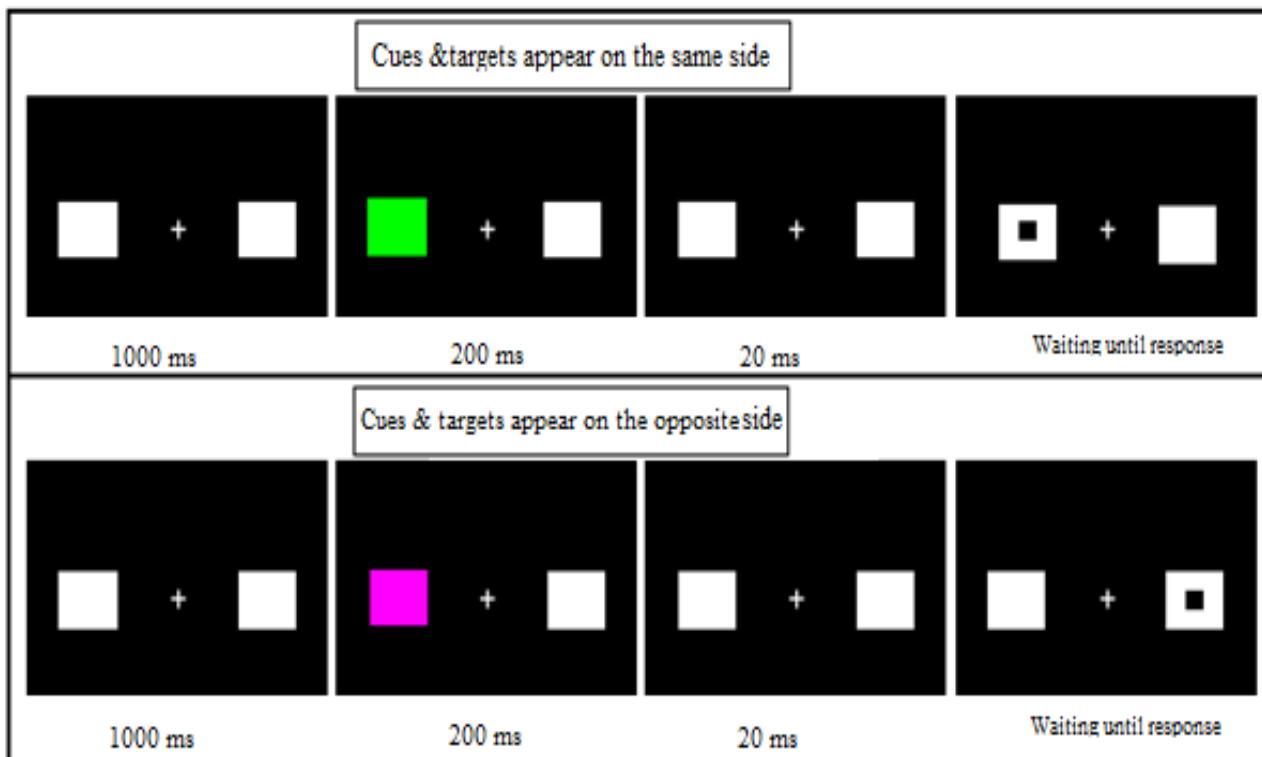 Cues &targets appear on the same side
1000 ms
200 ms
20 ms
Waiting until response
Cues & targets appear on the opposite side
1000 ms
200 ms
20 ms
Waiting until response